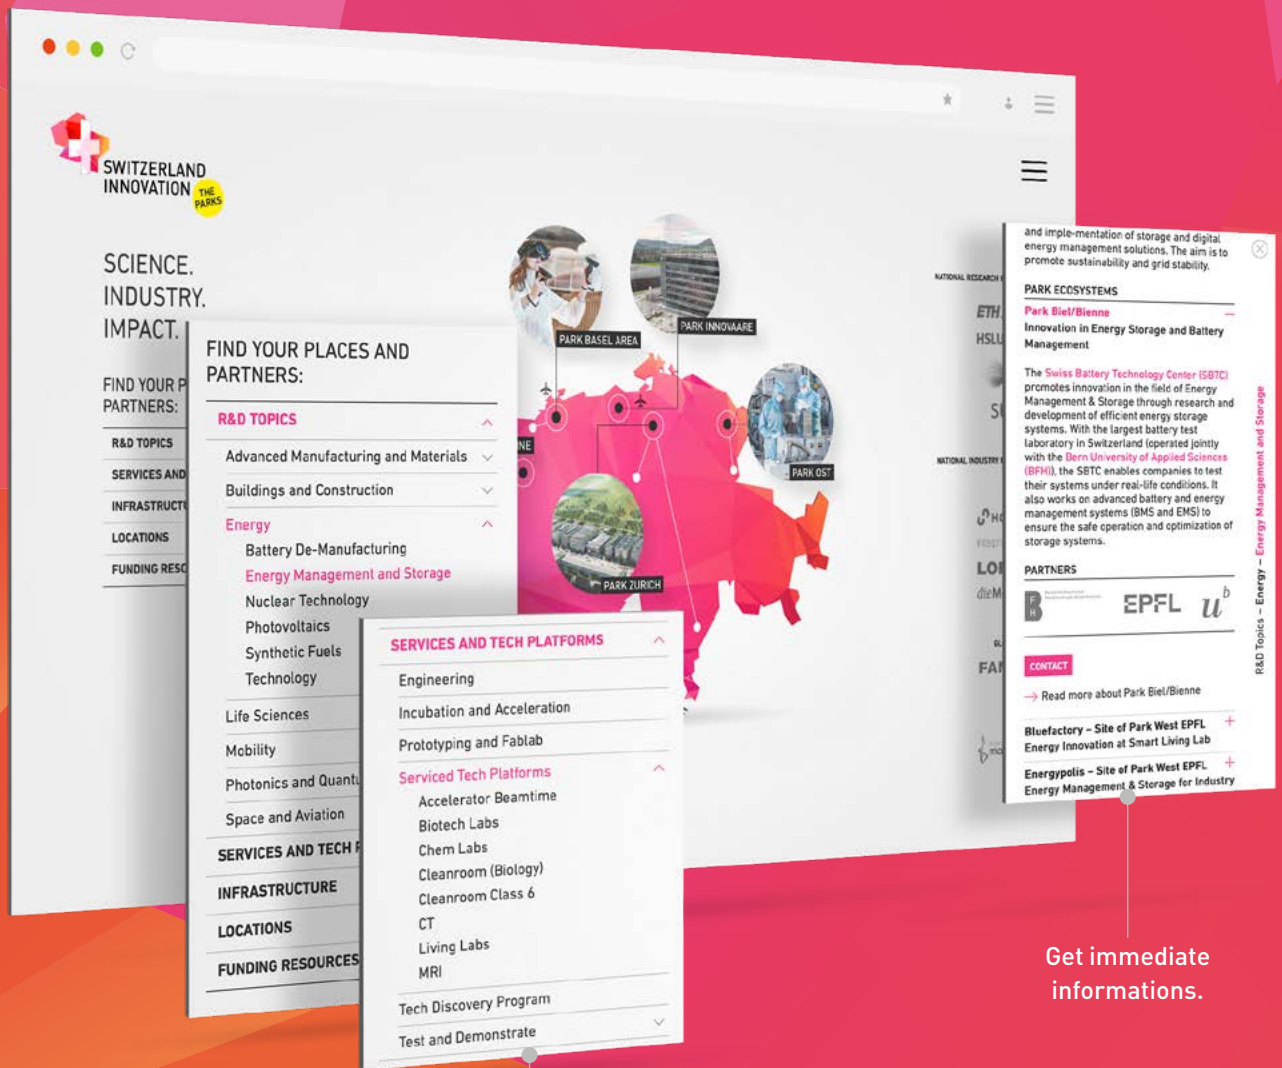 SWITZERLAND
INNOVATION
THE
PARKS
SCIENCE.
INDUSTRY.
IMPACT.
FIND YOUR P
PARTNERS:
R&D TOPICS
SERVICES AND
INFRASTRUCTU
LOCATIONS
FUNDING RESO
FIND YOUR PLACES AND
PARTNERS:
R&D TOPICS
Advanced Manufacturing and Materials
Buildings and Construction
Energy
Battery De-Manufacturing
Energy Management and Storage
Nuclear Technology
Photovoltaics
Synthetic Fuels
Technology
Life Sciences
Mobility
Photonics and Quantu
Space and Aviation
SERVICES AND TECH P
INFRASTRUCTURE
LOCATIONS
FUNDING RESOURCES
SERVICES AND TECH PLATFORMS
Engineering
Incubation and Acceleration
Prototyping and Fablab
Serviced Tech Platforms
Accelerator Beamtime
Biotech Labs
Chem Labs
Cleanroom (Biology)
Cleanroom Class 6
CT
Living Labs
MRI
Tech Discovery Program
Test and Demonstrate
PARK BASEL AREA
PARK INNOVAARE
NE
PARK OST
PARK ZURICH
NATIONAL RESEARCH
ETH
HSLU
NATIONAL INDUSTRY
dieM
FAI
and imple-mentation of storage and digital
energy management solutions. The aim is to
promote sustainability and grid stability.
PARK ECOSYSTEMS
Park Biel/Bienne
Innovation in Energy Storage and Battery
Management
The Swiss Battery Technology Center (SBTC)
promotes innovation in the field of Energy
Management & Storage through research and
development of efficient energy storage
systems. With the largest battery test
laboratory in Switzerland (operated jointly
with the Bern University of Applied Sciences
(BFH)), the SBTC enables companies to test
their systems under real-life conditions. It
also works on advanced battery and energy
management systems (BMS and EMS) to
ensure the safe operation and optimization of
storage systems.
PARTNERS
B
F
H
EPFL
u^b
CONTACT
→ Read more about Park Biel/Bienne
Bluefactory – Site of Park West EPFL
Energy Innovation at Smart Living Lab
Energypolis – Site of Park West EPFL
Energy Management & Storage for Industry
R&D Topics – Energy – Energy Management and Storage
Get immediate
informations.